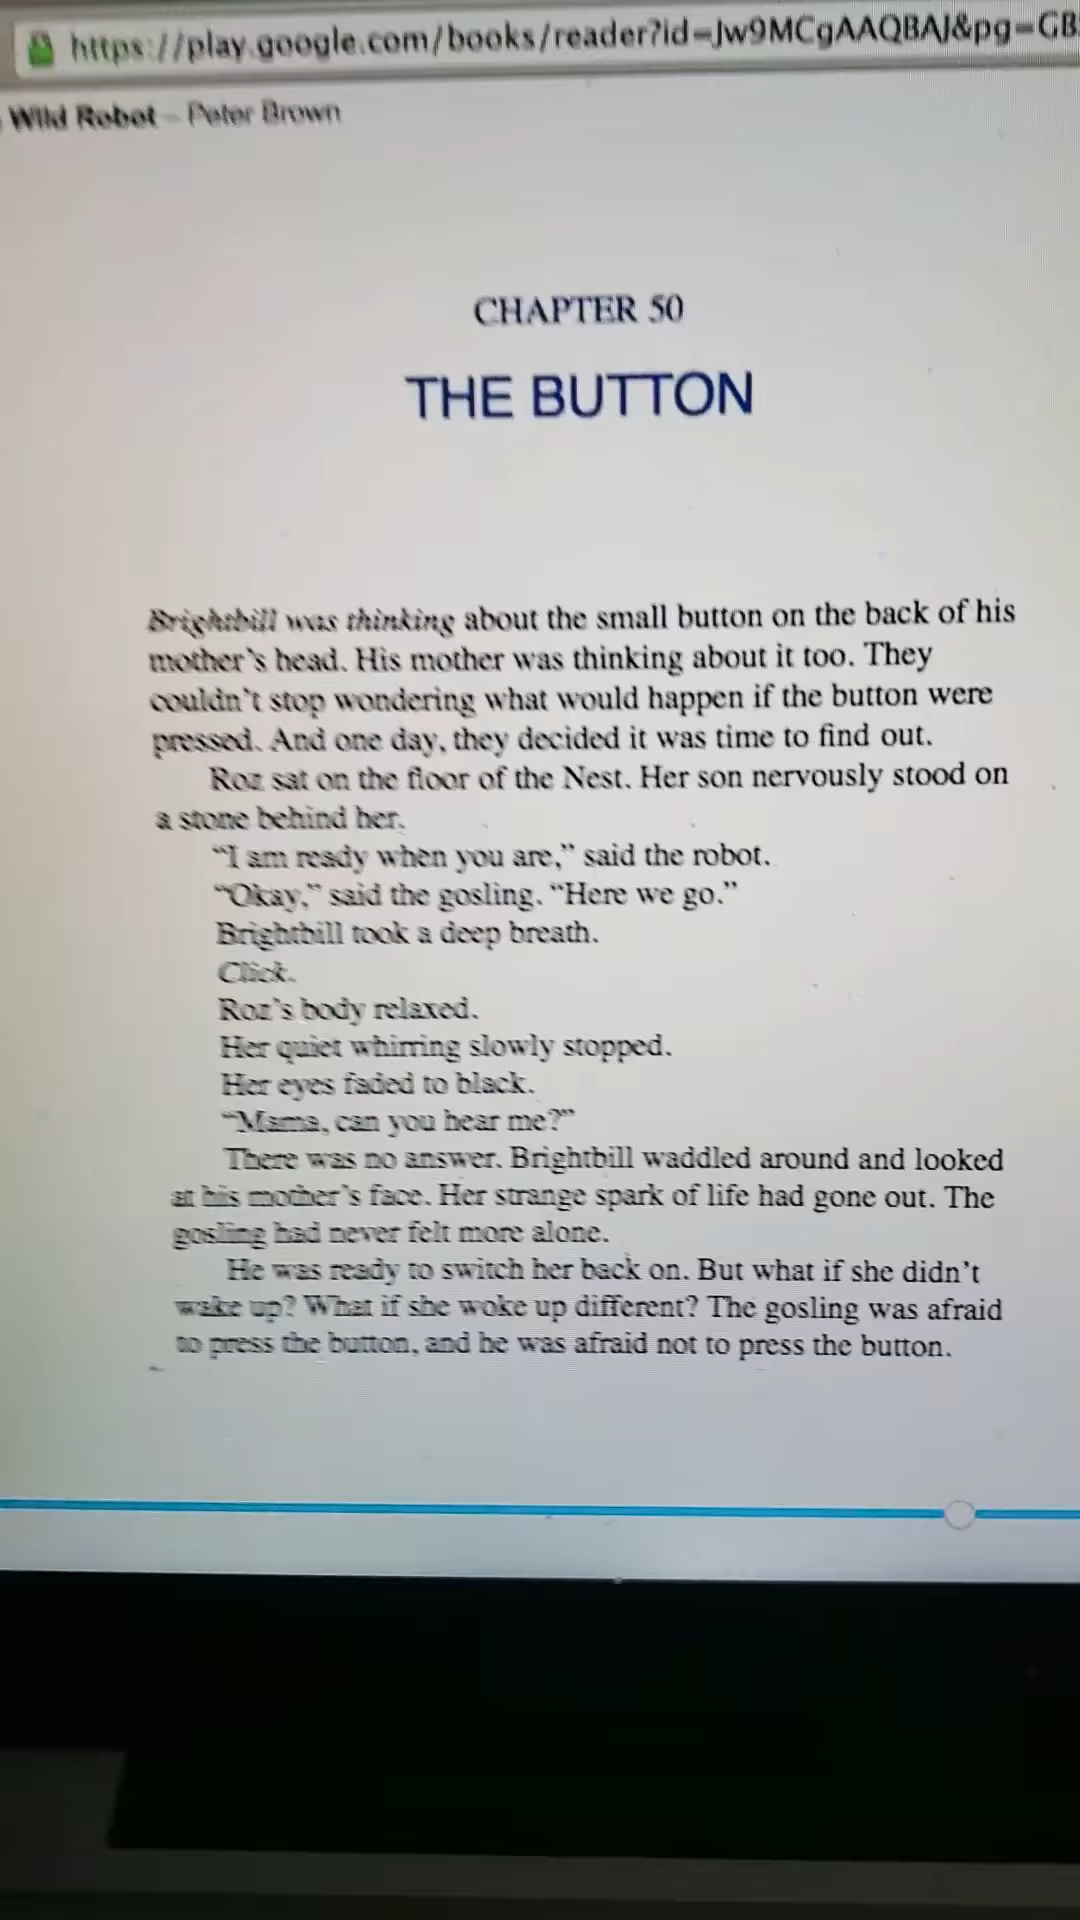 https://play.google.com/books/reader?id=Jw9MCgAAQBAJ&pg=GB
Wild Robot – Peter Brown
CHAPTER 50
THE BUTTON
Brightbill was thinking about the small button on the back of his
mother’s head. His mother was thinking about it too. They
couldn’t stop wondering what would happen if the button were
pressed. And one day, they decided it was time to find out.
Roz sat on the floor of the Nest. Her son nervously stood on
a stone behind her.
“I am ready when you are,” said the robot.
“Okay,” said the gosling. “Here we go.”
Brightbill took a deep breath.
Click.
Roz’s body relaxed.
Her quiet whirring slowly stopped.
Her eyes faded to black.
“Mama, can you hear me?”
There was no answer. Brightbill waddled around and looked
at his mother’s face. Her strange spark of life had gone out. The
gosling had never felt more alone.
He was ready to switch her back on. But what if she didn’t
wake up? What if she woke up different? The gosling was afraid
to press the button, and he was afraid not to press the button.